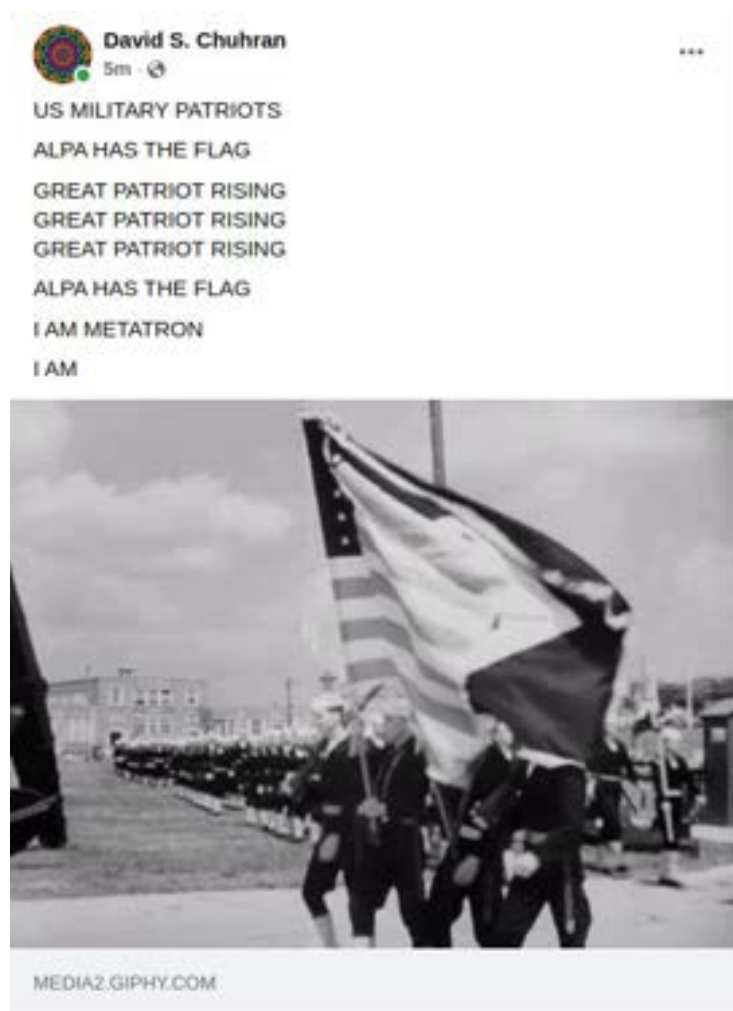 David S. Chuhran
5m ·
US MILITARY PATRIOTS
ALPA HAS THE FLAG
GREAT PATRIOT RISING
GREAT PATRIOT RISING
GREAT PATRIOT RISING
ALPA HAS THE FLAG
I AM METATRON
I AM
MEDIA2.GIPHY.COM